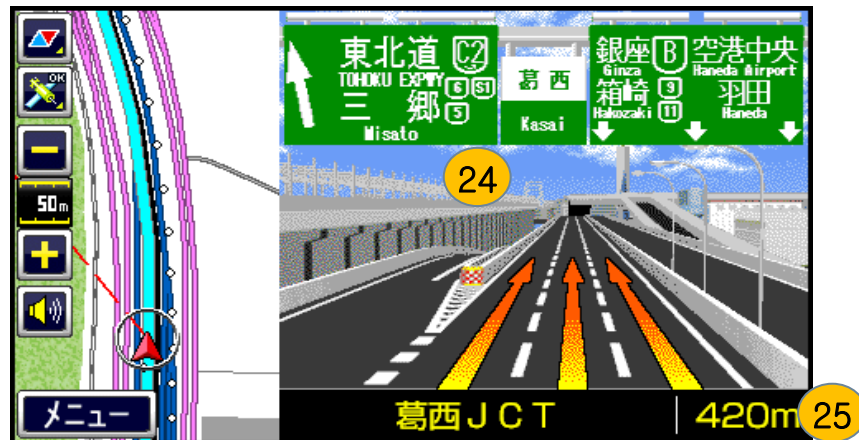 OK
50m
メニュー
東北道 C2
TOHOKU EXPWY 6 S1
三郷 5
Misato
葛西
Kasai
銀座 B 空港中央
Ginza Haneda Airport
箱崎 9 11 羽田
Hakozaki Haneda
24
葛西JCT 420m
25